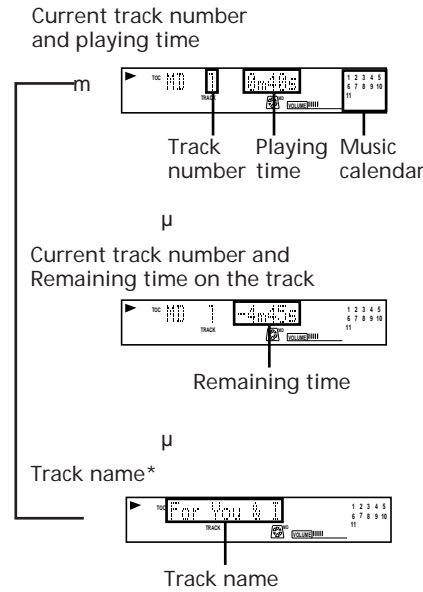 Current track number
and playing time
m
TOC MD 1 0m40s 1 2 3 4 5
TRACK MD VOLUME 6 7 8 9 10
11
Track Playing Music
number time calendar
µ
Current track number and
Remaining time on the track
TOC MD 1 -4m45s 1 2 3 4 5
TRACK MD VOLUME 6 7 8 9 10
11
Remaining time
µ
Track name*
TOC For You & I 1 2 3 4 5
TRACK MD VOLUME 6 7 8 9 10
11
Track name